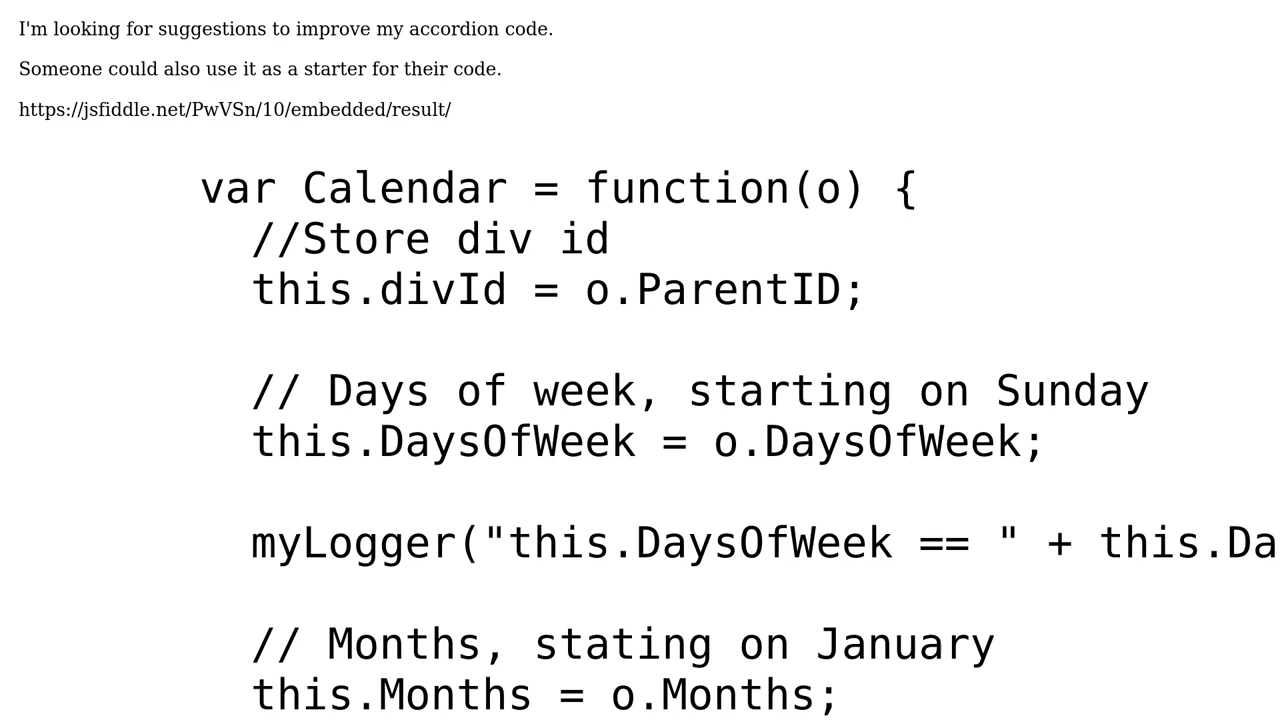 I'm looking for suggestions to improve my accordion code.
Someone could also use it as a starter for their code.
https://jsfiddle.net/PwVSn/10/embedded/result/
var Calendar = function(o) {
  //Store div id
  this.divId = o.ParentID;
  // Days of week, starting on Sunday
  this.DaysOfWeek = o.DaysOfWeek;
  myLogger("this.DaysOfWeek == " + this.Da
  // Months, stating on January
  this.Months = o.Months;